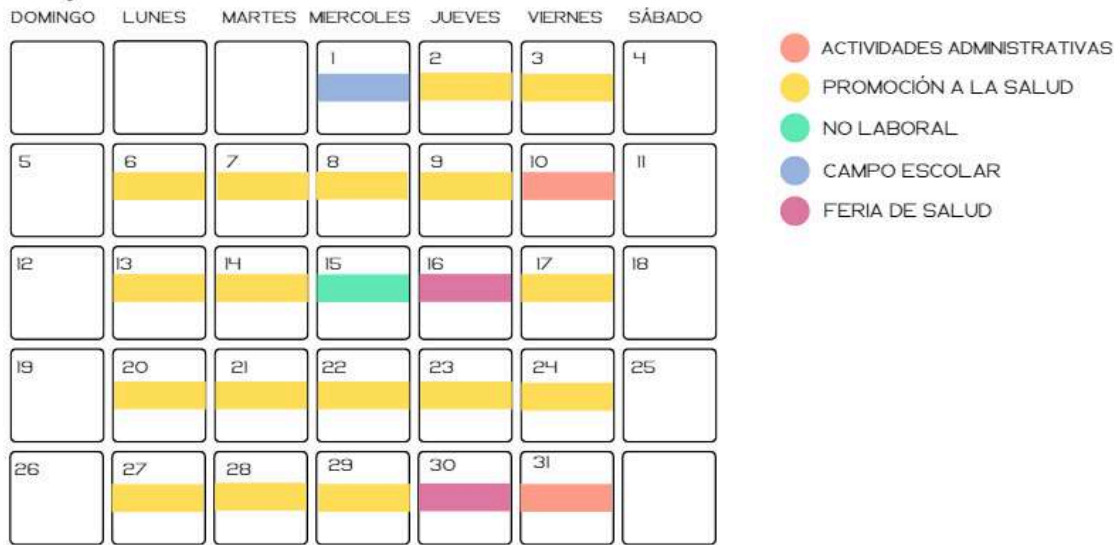 DOMINGO LUNES MARTES MIERCOLES JUEVES VIERNES SÁBADO
1 2 3 4
5 6 7 8 9 10 11
12 13 14 15 16 17 18
19 20 21 22 23 24 25
26 27 28 29 30 31
ACTIVIDADES ADMINISTRATIVAS
PROMOCIÓN A LA SALUD
NO LABORAL
CAMPO ESCOLAR
FERIA DE SALUD